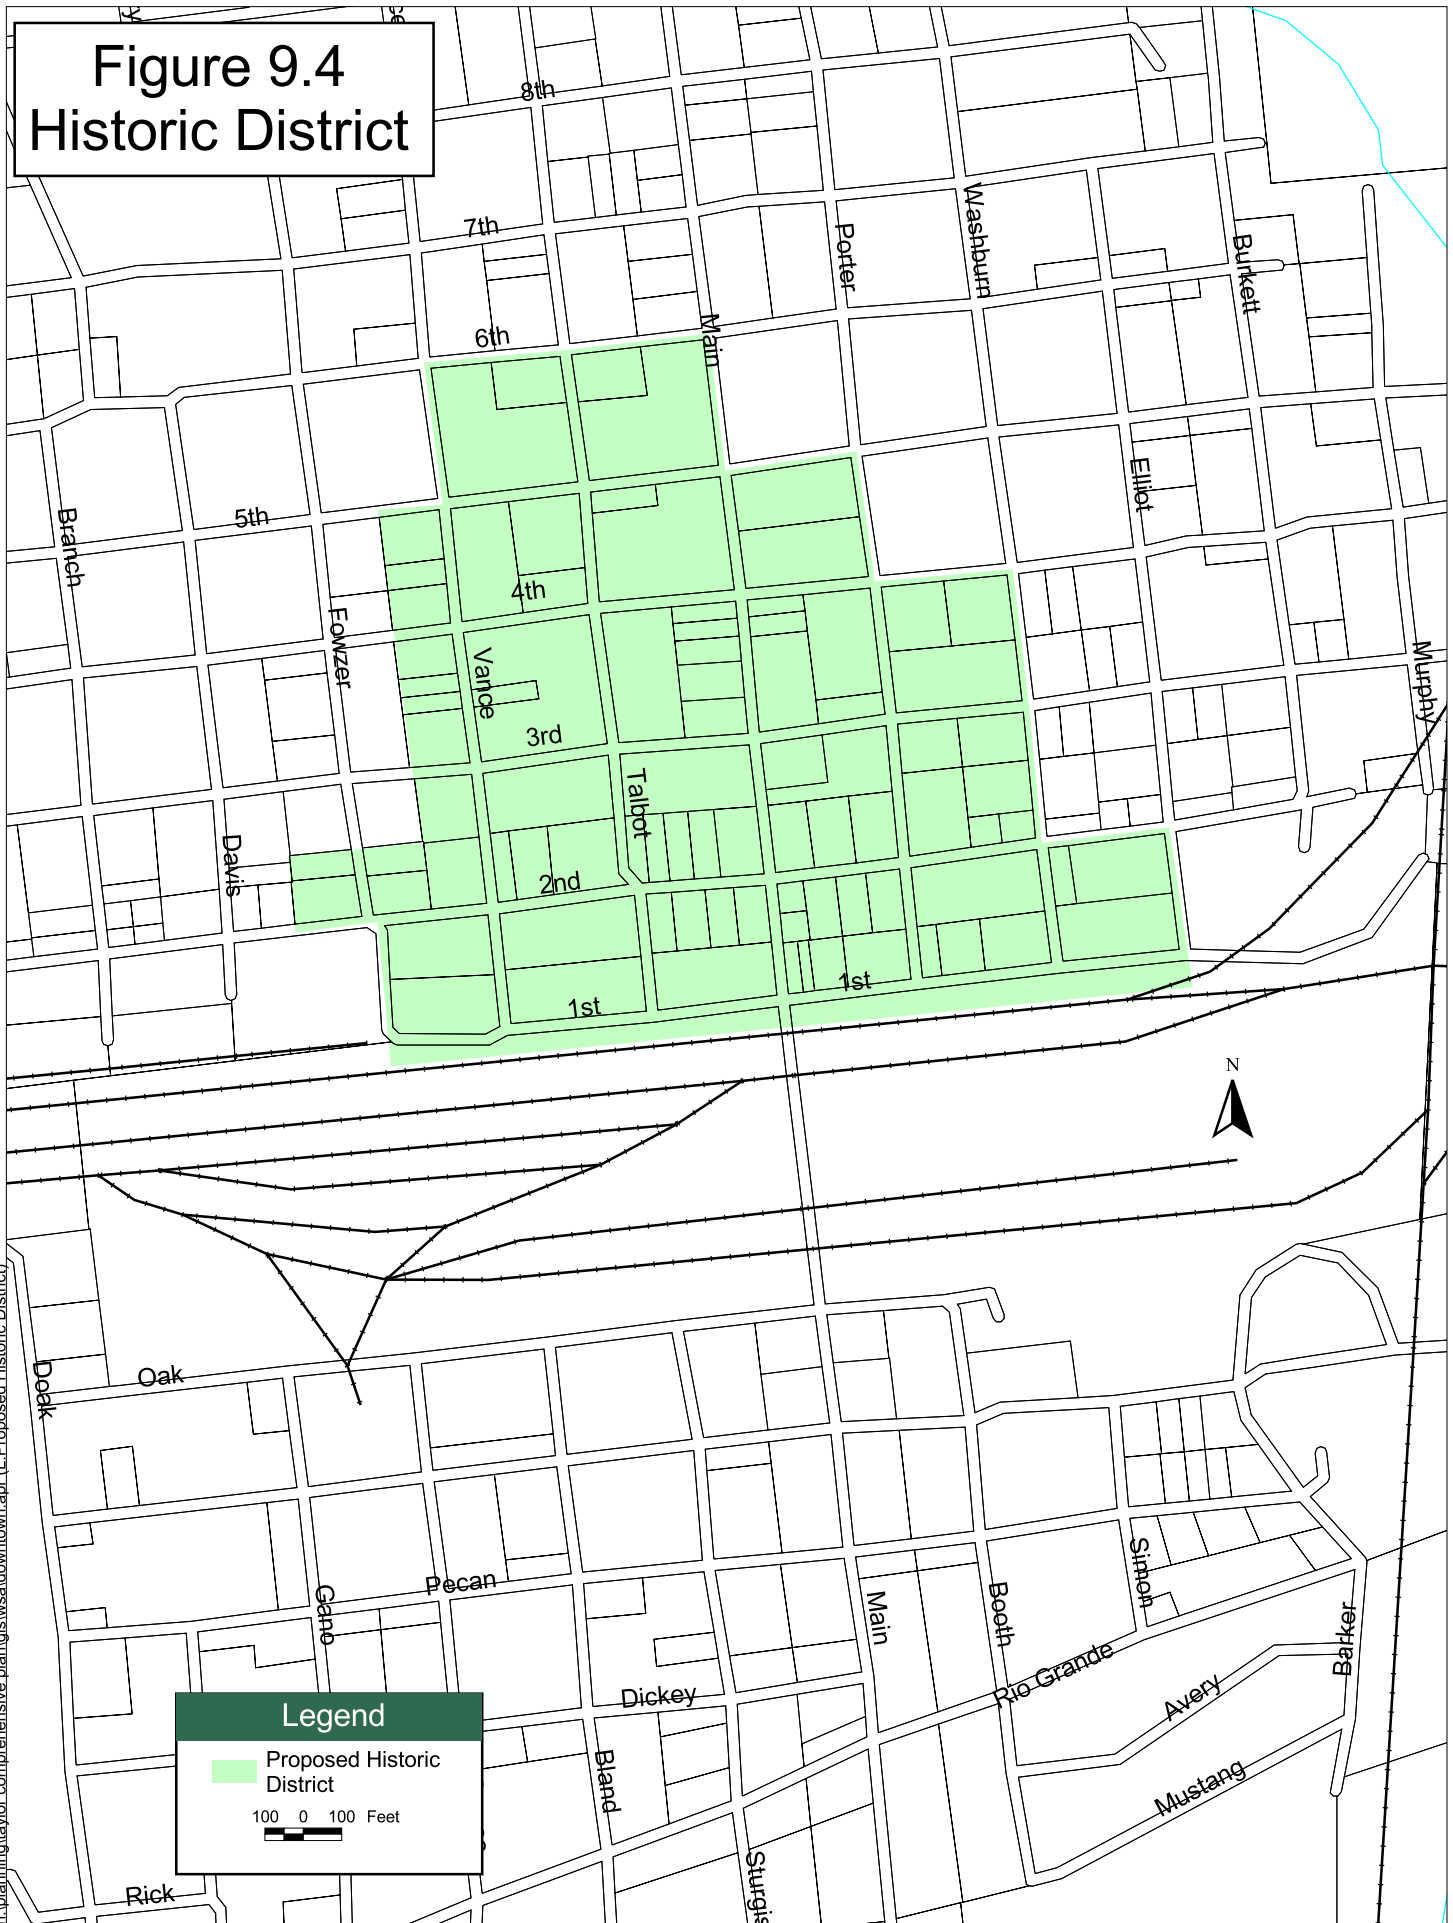 Figure 9.4
Historic District
8th
7th
Washburn
Porter
Burkett
Main
6th
Elliot
Branch
5th
4th
Fowzer
Vance
Murphy
3rd
Talbot
Davis
2nd
1st
1st
N
Doak
Oak
Simon
Pecan
Gano
Main
Booth
Barker
Rio Grande
Dickey
Avery
Bland
Mustang
Sturgis
Rick
Legend
Proposed Historic
District
100 0 100 Feet